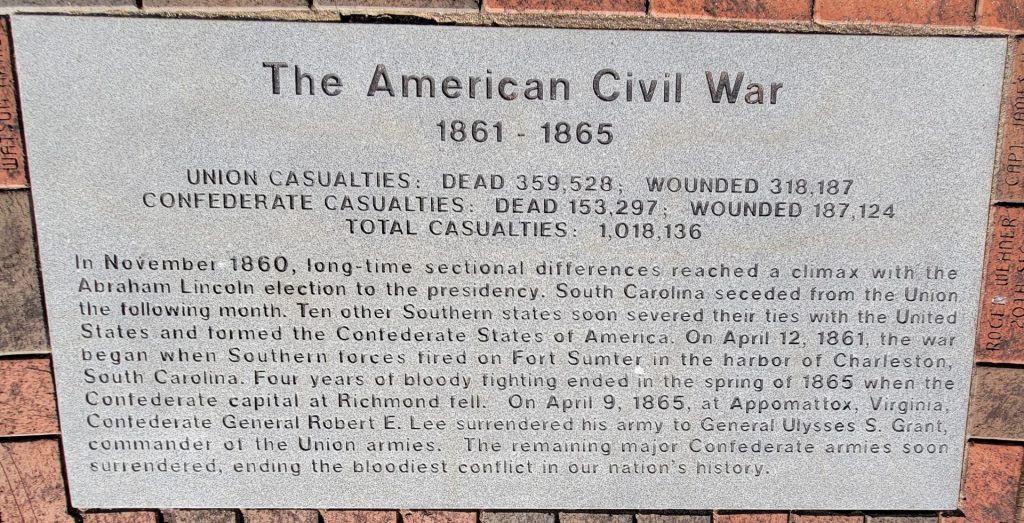 The American Civil War
1861 - 1865
UNION CASUALTIES: DEAD 359,528; WOUNDED 318,187
CONFEDERATE CASUALTIES: DEAD 153,297; WOUNDED 187,124
TOTAL CASUALTIES: 1,018,136
In November 1860, long-time sectional differences reached a climax with the
Abraham Lincoln election to the presidency. South Carolina seceded from the Union
the following month. Ten other Southern states soon severed their ties with the United
States and formed the Confederate States of America. On April 12, 1861, the war
began when Southern forces fired on Fort Sumter in the harbor of Charleston,
South Carolina. Four years of bloody fighting ended in the spring of 1865 when the
Confederate capital at Richmond fell. On April 9, 1865, at Appomattox, Virginia,
Confederate General Robert E. Lee surrendered his army to General Ulysses S. Grant,
commander of the Union armies. The remaining major Confederate armies soon
surrendered, ending the bloodiest conflict in our nation's history.
CAPT JAMES